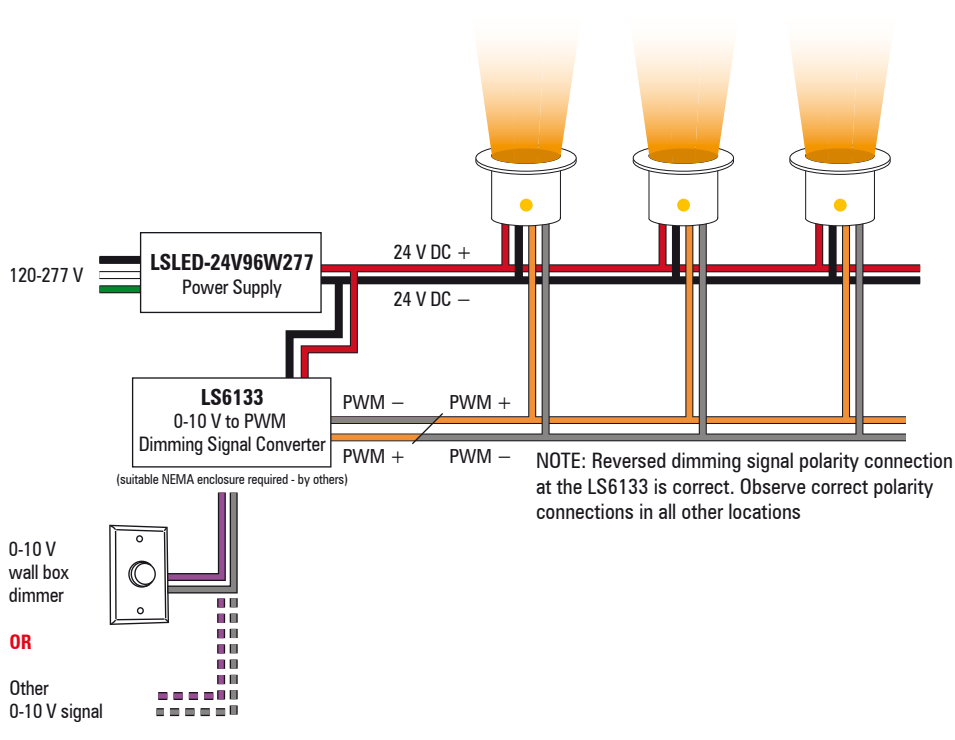 120-277 V
LSLED-24V96W277
Power Supply
24 V DC +
24 V DC −
LS6133
0-10 V to PWM
Dimming Signal Converter
(suitable NEMA enclosure required - by others)
PWM −
PWM +
PWM +
PWM −
NOTE: Reversed dimming signal polarity connection
at the LS6133 is correct. Observe correct polarity
connections in all other locations
0-10 V
wall box
dimmer
OR
Other
0-10 V signal